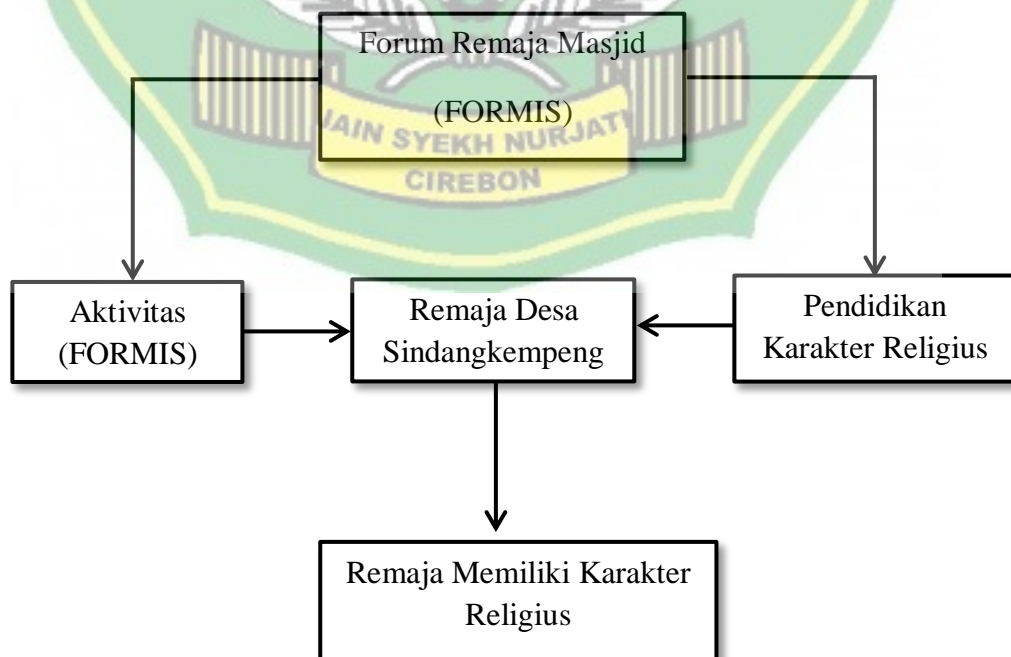 Forum Remaja Masjid
(FORMIS)
IAIN SYEKH NURJATI
CIREBON
Aktivitas
(FORMIS)
Remaja Desa
Sindangkempeng
Pendidikan
Karakter Religius
Remaja Memiliki Karakter
Religius